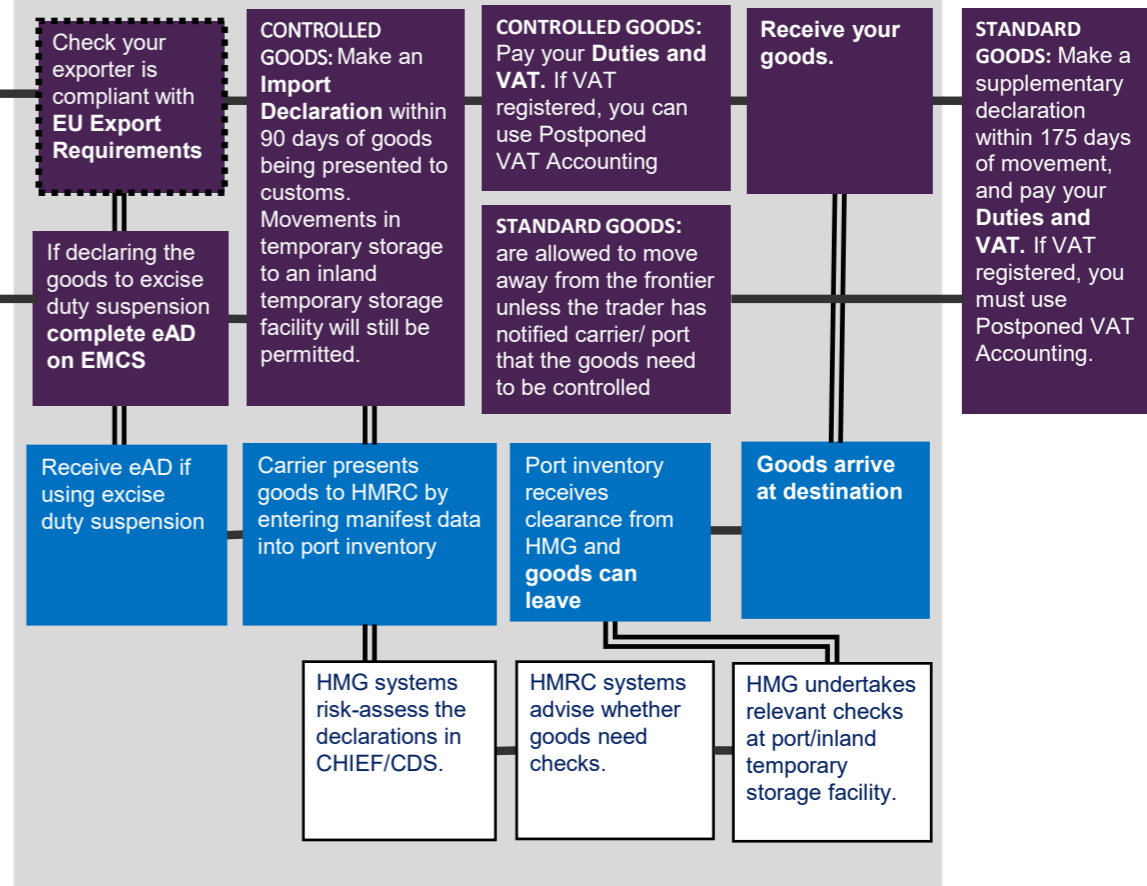 Check your
exporter is
compliant with
EU Export
Requirements
CONTROLLED
GOODS: Make an
Import
Declaration within
90 days of goods
being presented to
customs.
Movements in
temporary storage
to an inland
temporary storage
facility will still be
permitted.
CONTROLLED GOODS:
Pay your Duties and
VAT. If VAT
registered, you can
use Postponed
VAT Accounting
Receive your
goods.
STANDARD
GOODS: Make a
supplementary
declaration
within 175 days
of movement,
and pay your
Duties and
VAT. If VAT
registered, you
must use
Postponed VAT
Accounting.
If declaring the
goods to excise
duty suspension
complete eAD
on EMCS
STANDARD GOODS:
are allowed to move
away from the frontier
unless the trader has
notified carrier/ port
that the goods need
to be controlled
Receive eAD if
using excise
duty suspension
Carrier presents
goods to HMRC by
entering manifest data
into port inventory
Port inventory
receives
clearance from
HMG and
goods can
leave
Goods arrive
at destination
HMG systems
risk-assess the
declarations in
CHIEF/CDS.
HMRC systems
advise whether
goods need
checks.
HMG undertakes
relevant checks
at port/inland
temporary
storage facility.